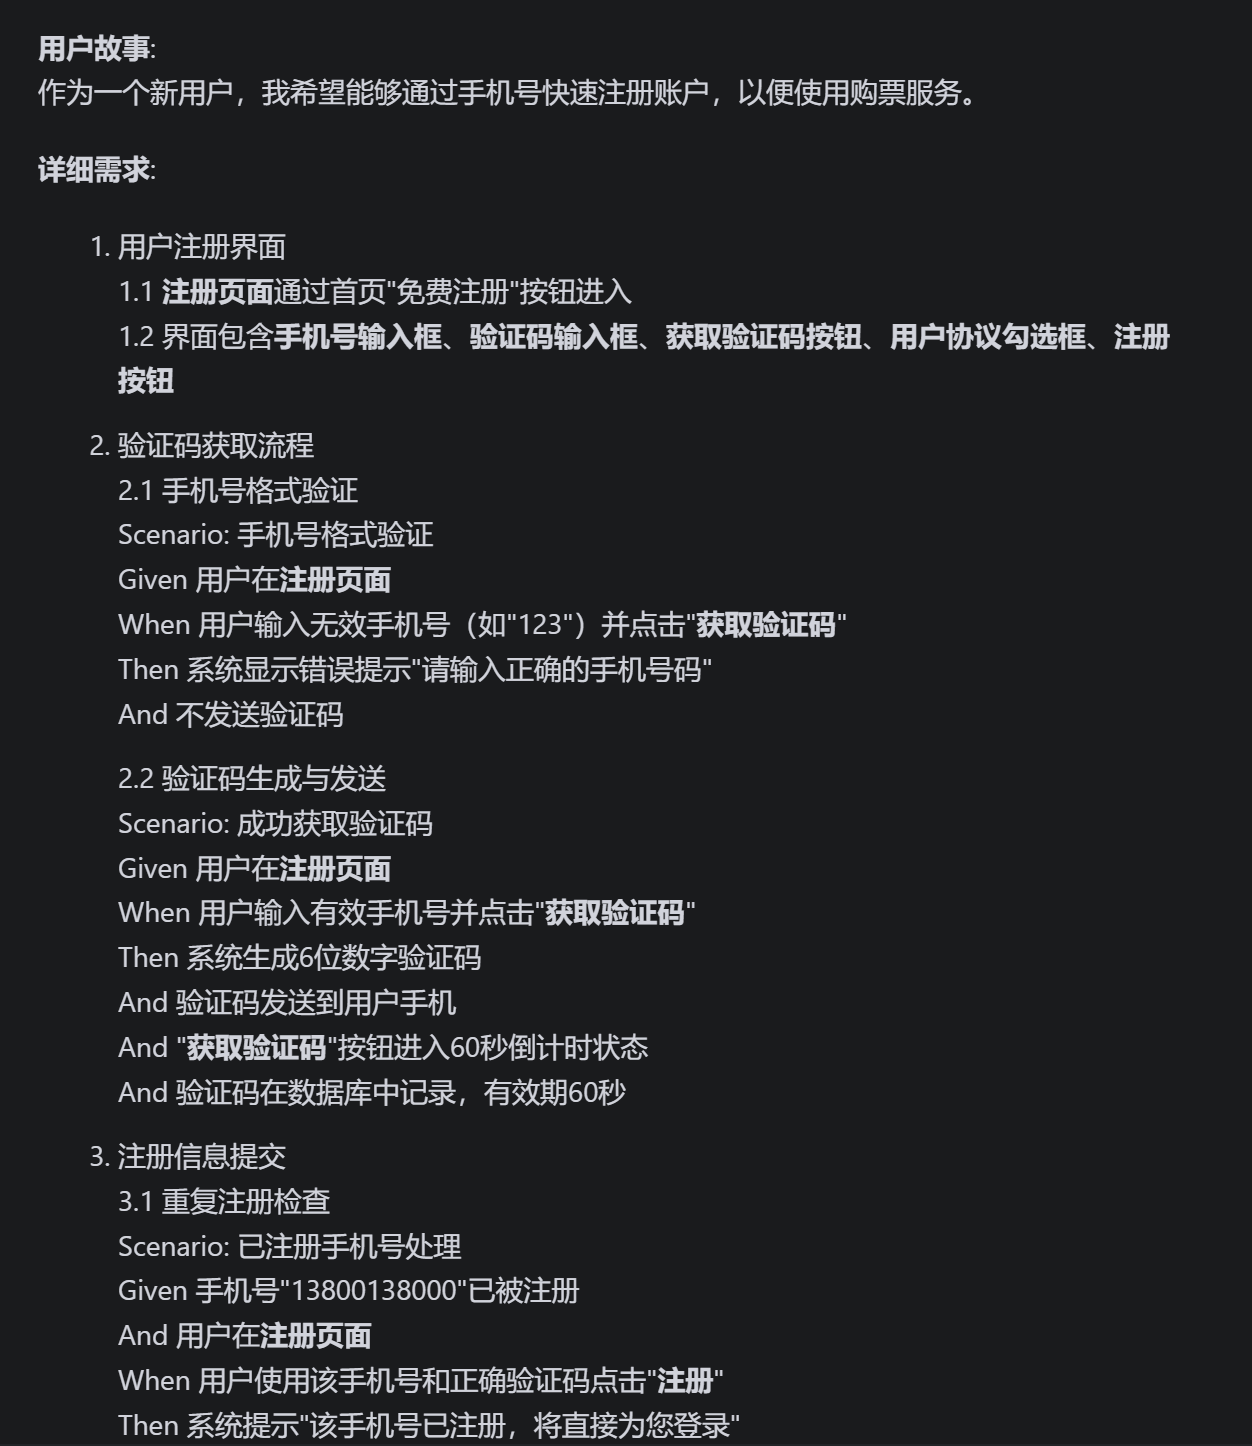 用户故事:
作为一个新用户，我希望能够通过手机号快速注册账户，以便使用购票服务。
详细需求:
1. 用户注册界面
1.1 注册页面通过首页"免费注册"按钮进入
1.2 界面包含手机号输入框、验证码输入框、获取验证码按钮、用户协议勾选框、注册
按钮
2. 验证码获取流程
2.1 手机号格式验证
Scenario: 手机号格式验证
Given 用户在注册页面
When 用户输入无效手机号（如"123"）并点击"获取验证码"
Then 系统显示错误提示"请输入正确的手机号码"
And 不发送验证码
2.2 验证码生成与发送
Scenario: 成功获取验证码
Given 用户在注册页面
When 用户输入有效手机号并点击"获取验证码"
Then 系统生成6位数字验证码
And 验证码发送到用户手机
And "获取验证码"按钮进入60秒倒计时状态
And 验证码在数据库中记录，有效期60秒
3. 注册信息提交
3.1 重复注册检查
Scenario: 已注册手机号处理
Given 手机号"13800138000"已被注册
And 用户在注册页面
When 用户使用该手机号和正确验证码点击"注册"
Then 系统提示"该手机号已注册，将直接为您登录"